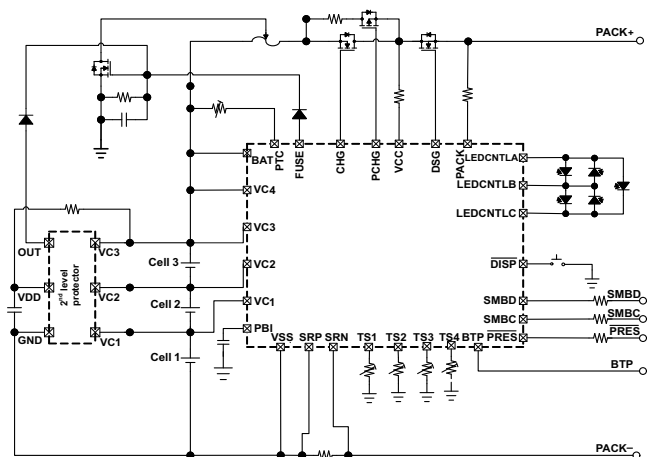 PACK+
BAT
PTC
FUSE
CHG
PCHG
VCC
DSG
PACK
LEDCNTLA
VC4
LEDCNTLB
LEDCNTLC
VC3
OUT
VC3
Cell 3
2nd level
protector
VC2
DISP
VDD
VC2
Cell 2
VC1
SMBD
SMBD
SMBC
SMBC
GND
VC1
PBI
PRES
PRES
Cell 1
VSS
SRP
SRN
TS1
TS2
TS3
TS4
BTP
BTP
PACK–